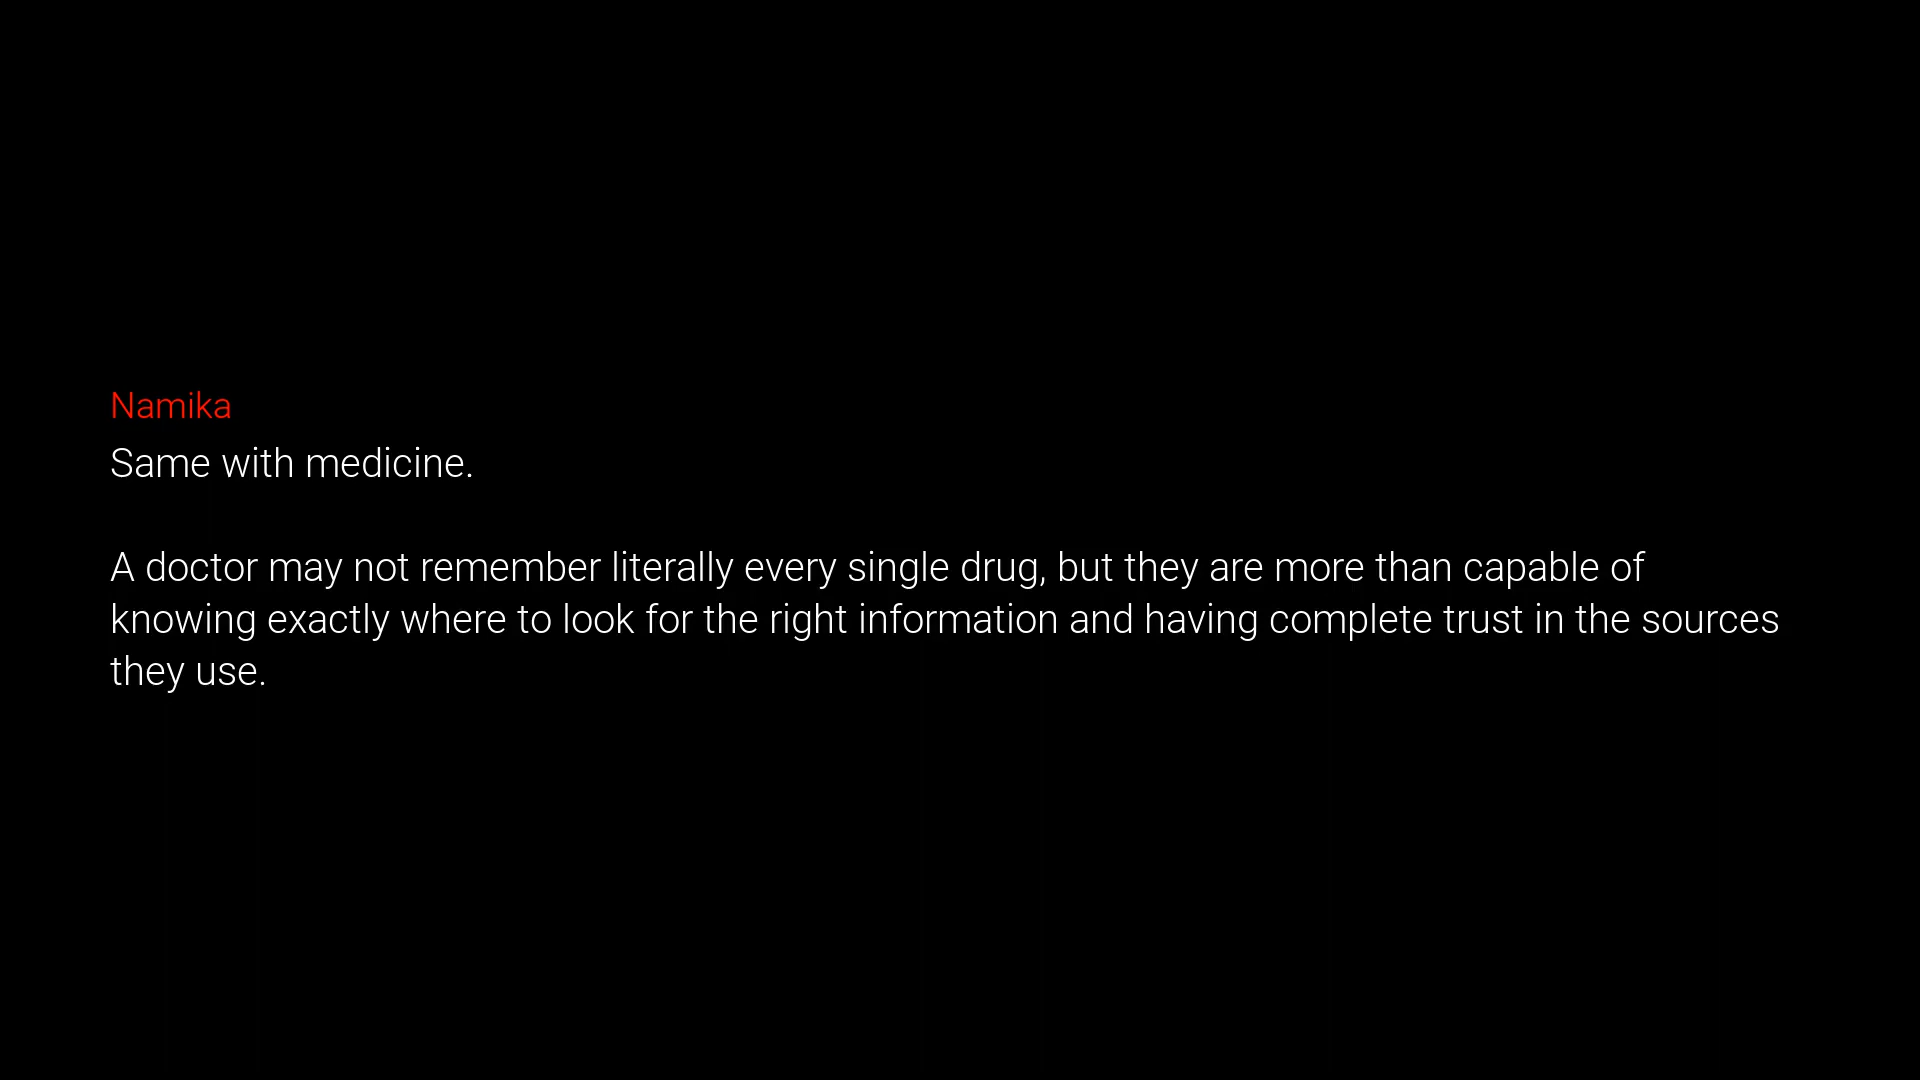 Namika
Same with medicine.
A doctor may not remember literally every single drug, but they are more than capable of
knowing exactly where to look for the right information and having complete trust in the sources
they use.